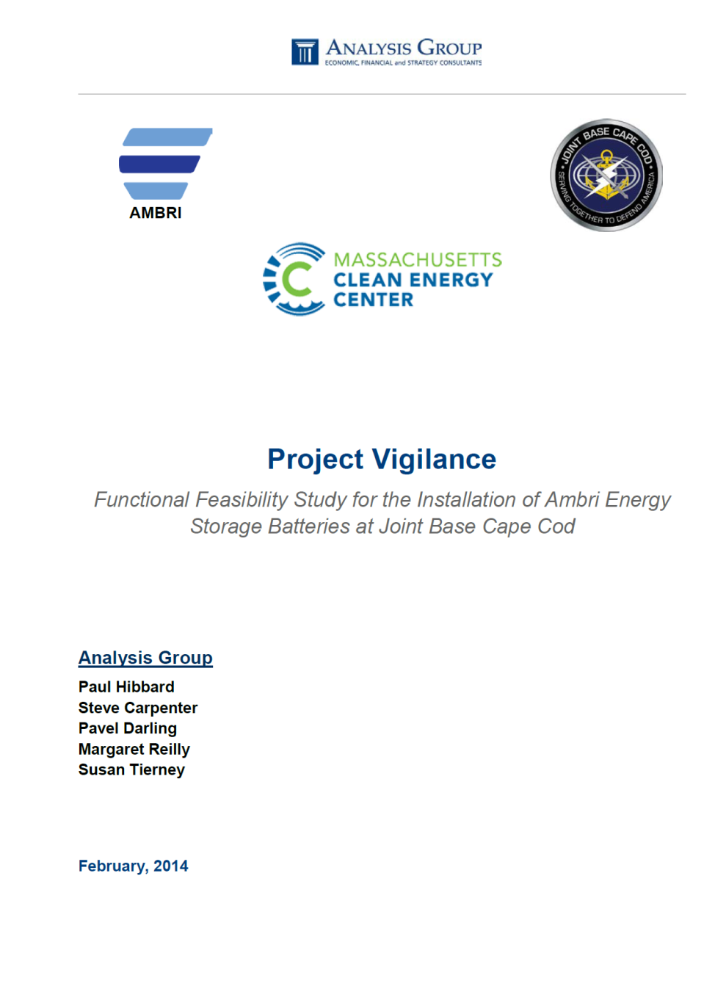 ANALYSIS GROUP
ECONOMIC, FINANCIAL and STRATEGY CONSULTANTS
AMBRI
• JOINT BASE CAPE COD •
SERVING TOGETHER TO DEFEND AMERICA
C
MASSACHUSETTS
CLEAN ENERGY
CENTER
Project Vigilance
Functional Feasibility Study for the Installation of Ambri Energy
Storage Batteries at Joint Base Cape Cod
Analysis Group
Paul Hibbard
Steve Carpenter
Pavel Darling
Margaret Reilly
Susan Tierney
February, 2014